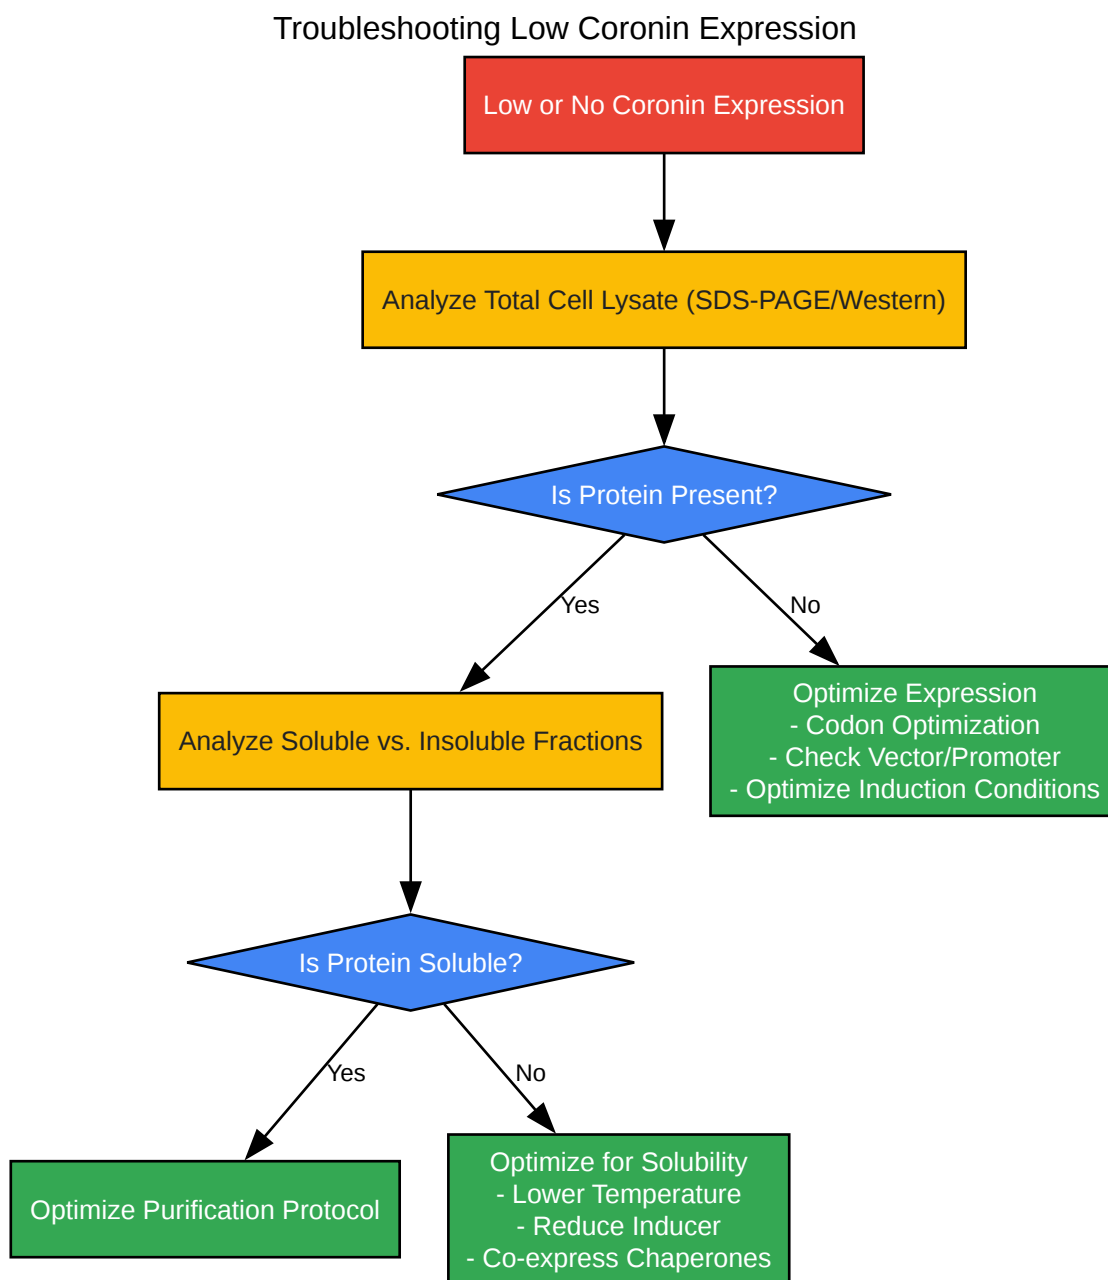 Troubleshooting Low Coronin Expression
Low or No Coronin Expression
Analyze Total Cell Lysate (SDS-PAGE/Western)
Is Protein Present?
Yes
No
Optimize Expression
- Codon Optimization
- Check Vector/Promoter
- Optimize Induction Conditions
Analyze Soluble vs. Insoluble Fractions
Is Protein Soluble?
Yes
No
Optimize Purification Protocol
Optimize for Solubility
- Lower Temperature
- Reduce Inducer
- Co-express Chaperones